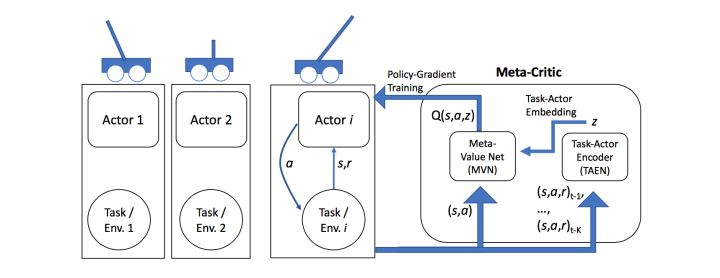 Actor 1
Task /
Env. 1
Actor 2
Task /
Env. 2
Actor i
a
s,r
Task /
Env. i
Policy-Gradient
Training
Meta-Critic
Q(s,a,z)
Task-Actor
Embedding
z
Meta-
Value Net
(MVN)
Task-Actor
Encoder
(TAEN)
(s,a)
(s,a,r)t-1,
...,
(s,a,r)t-K